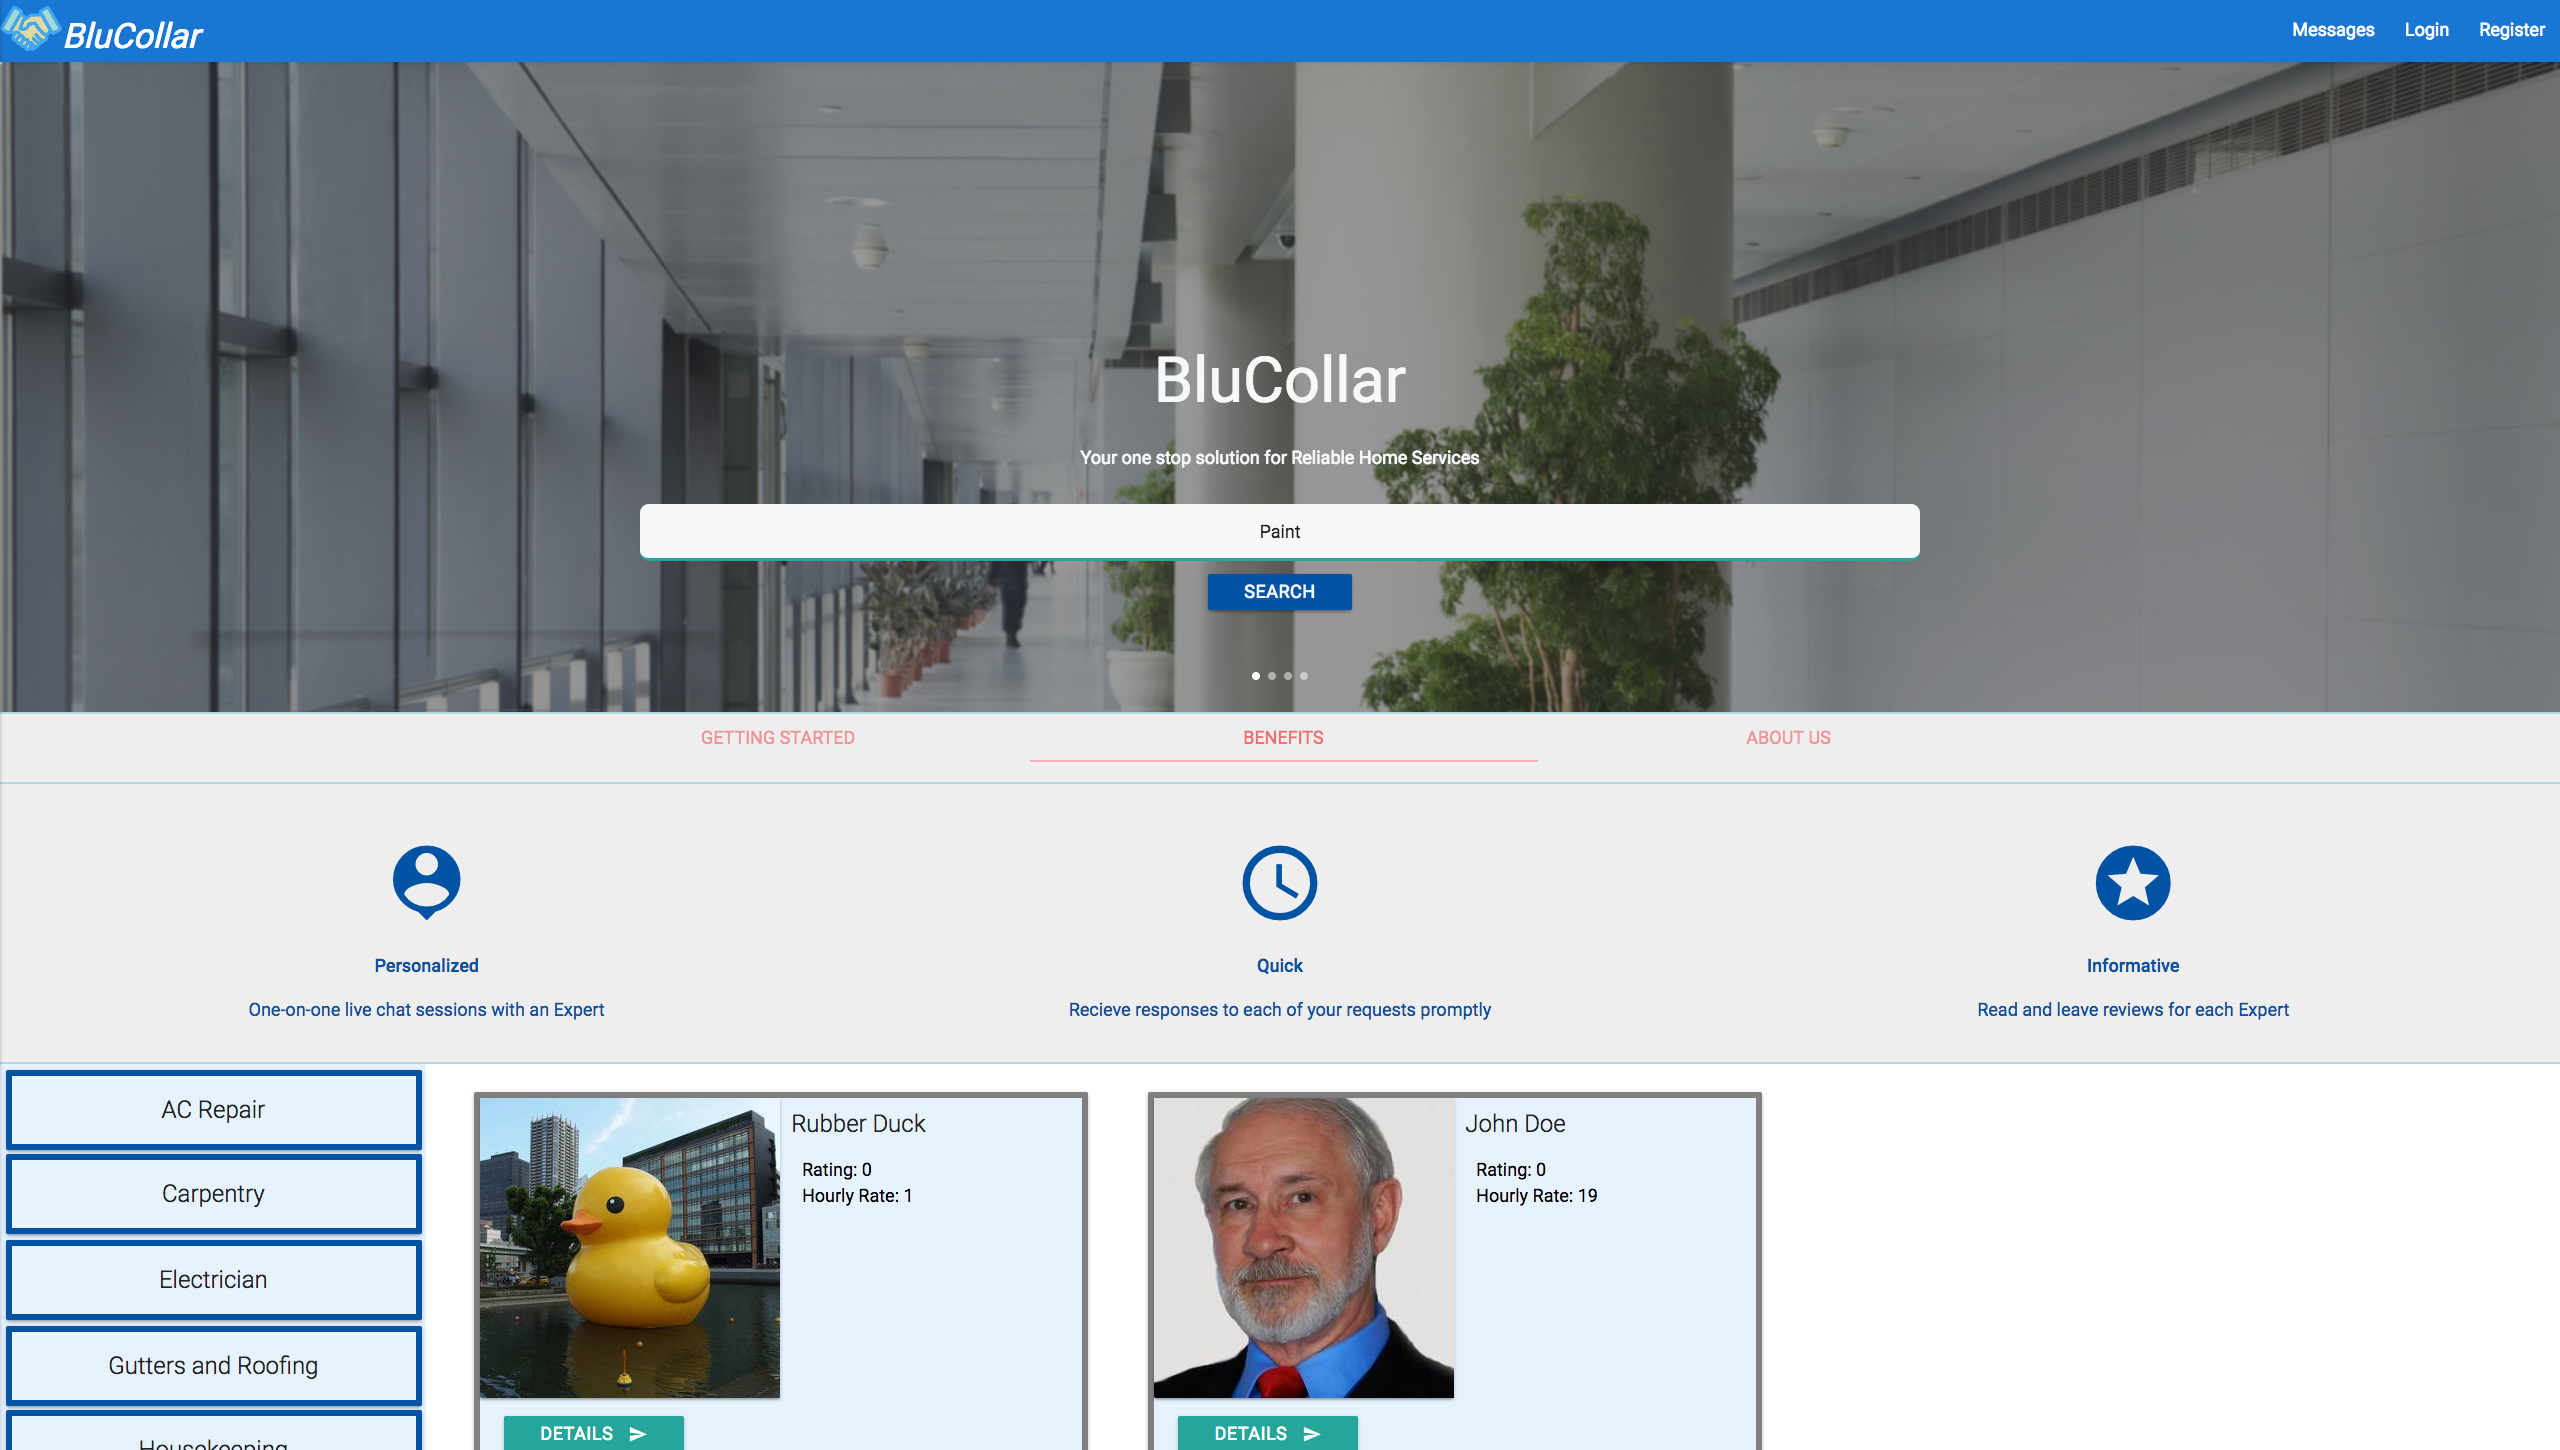 BluCollar
Messages Login Register
BluCollar
Your one stop solution for Reliable Home Services
Paint
SEARCH
GETTING STARTED BENEFITS ABOUT US
Personalized Quick Informative
One-on-one live chat sessions with an Expert Recieve responses to each of your requests promptly Read and leave reviews for each Expert
AC Repair
Carpentry
Electrician
Gutters and Roofing
Housekeeping
Rubber Duck
Rating: 0
Hourly Rate: 1
DETAILS
John Doe
Rating: 0
Hourly Rate: 19
DETAILS